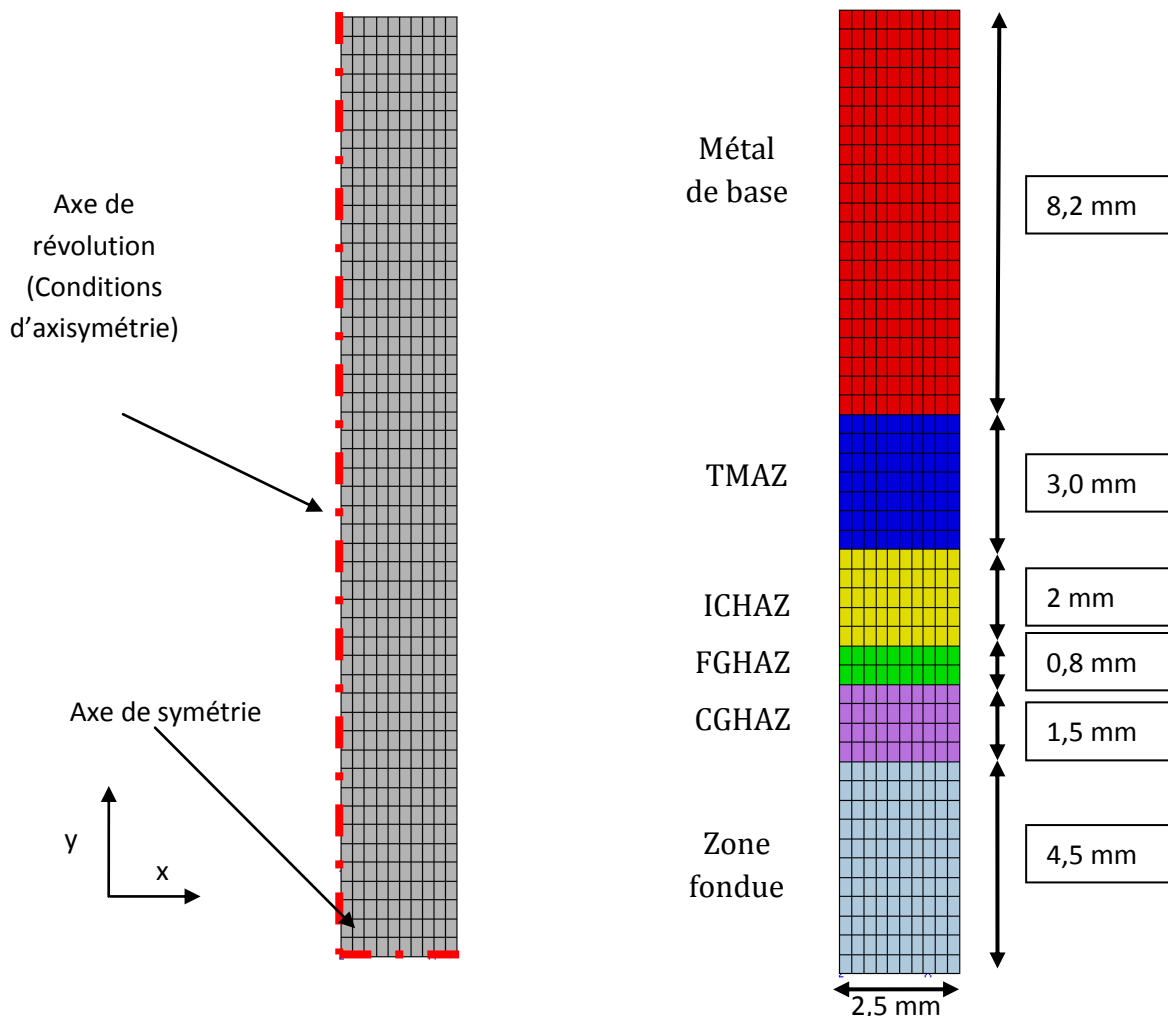 Axe de
révolution
(Conditions
d’axisymétrie)
Axe de symétrie
y
x
Métal
de base
8,2 mm
TMAZ
3,0 mm
ICHAZ
2 mm
FGHAZ
0,8 mm
CGHAZ
1,5 mm
Zone
fondue
4,5 mm
2,5 mm